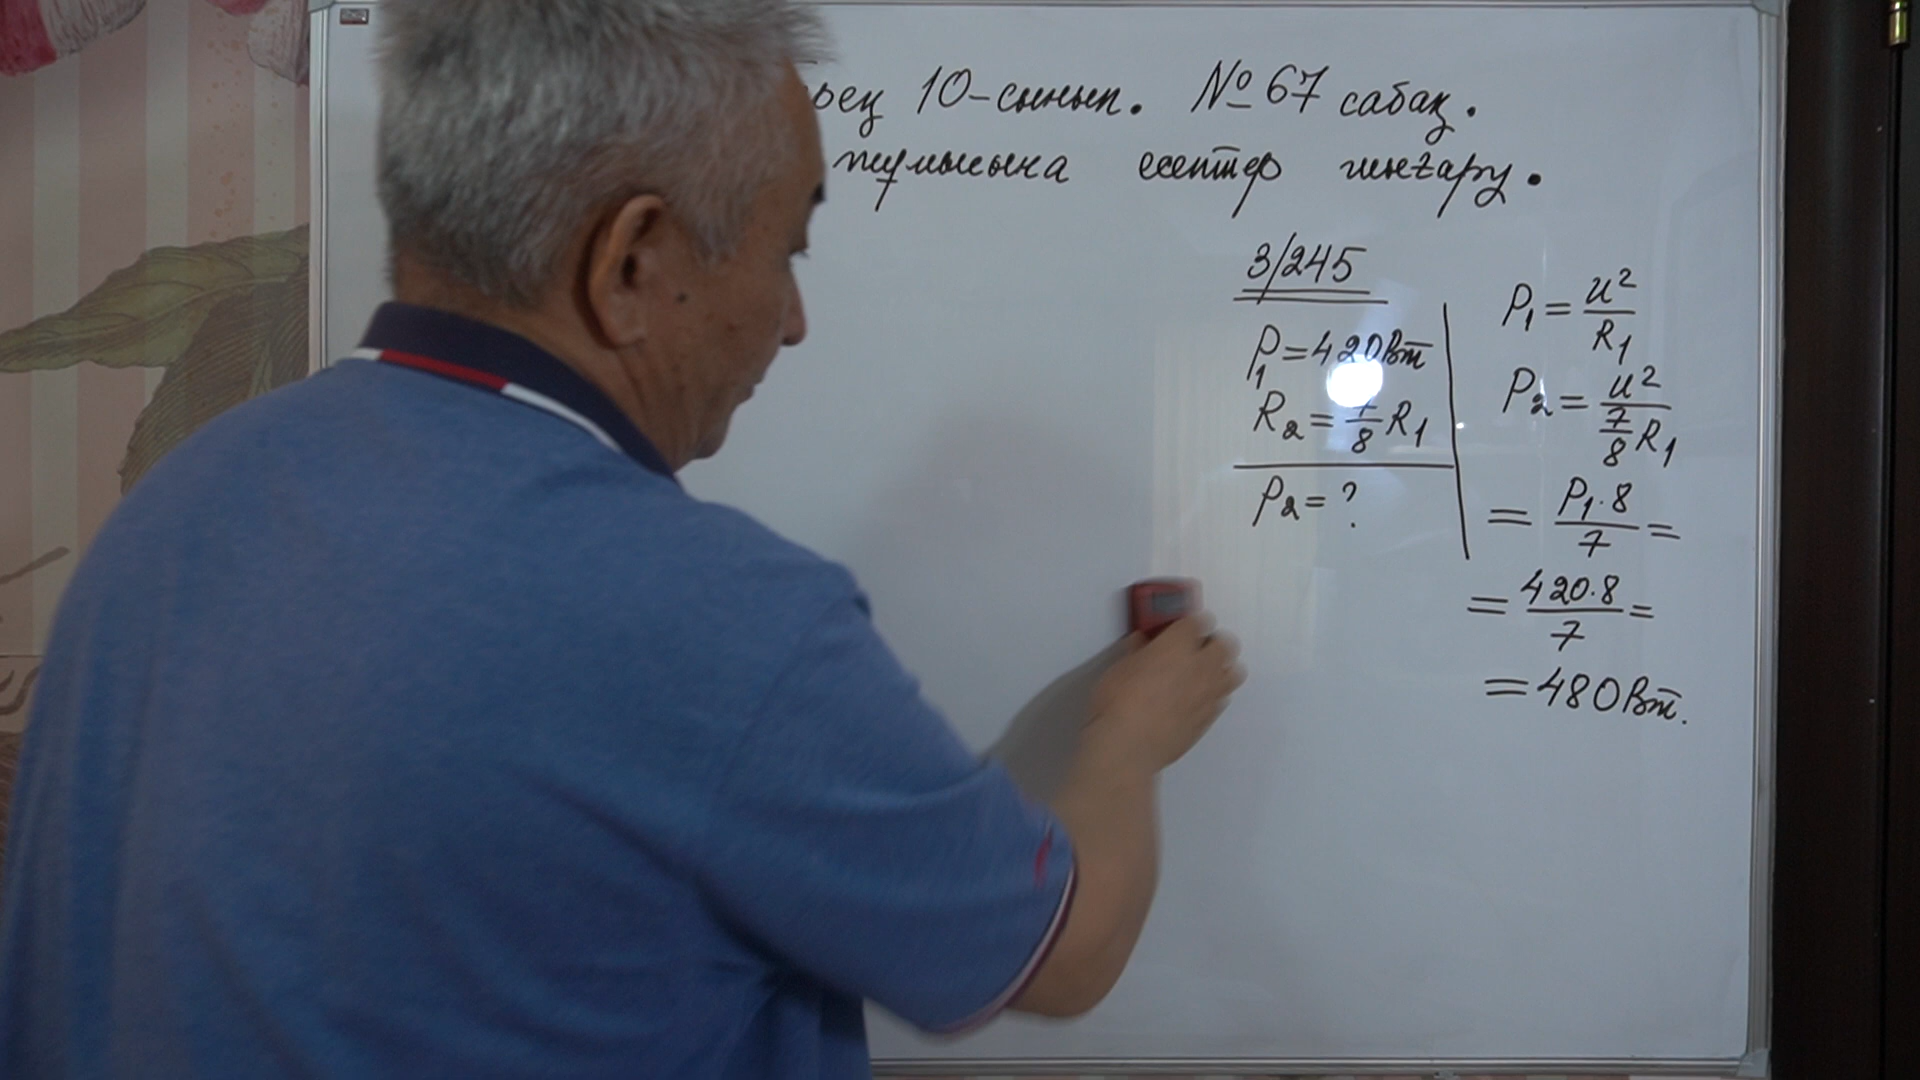 10-сынып. № 67 сабақ.
жұмысына есептер шығару.
3/245
P₁ = 420 Вт
R₂ = 7/8 R₁
P₂ = ?
P₁ = U²/R₁
P₂ = U²/(7/8 R₁)
= P₁·8/7 =
= 420·8/7 =
= 480 Вт.